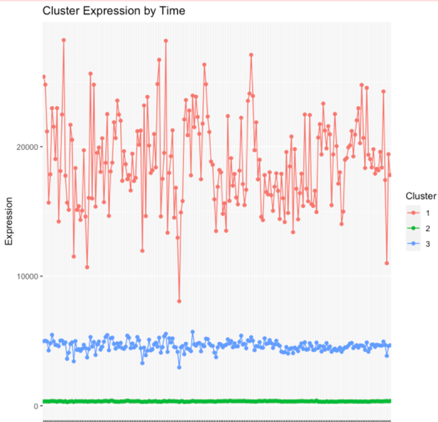 Cluster Expression by Time
Expression
20000
10000
0
Cluster
1
2
3